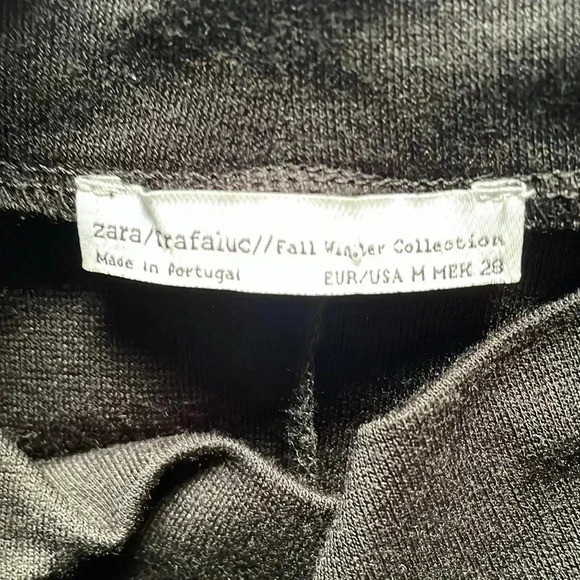 zara/trafaluc//Fall Winter Collection
Made in Portugal EUR/USA M MEX 28